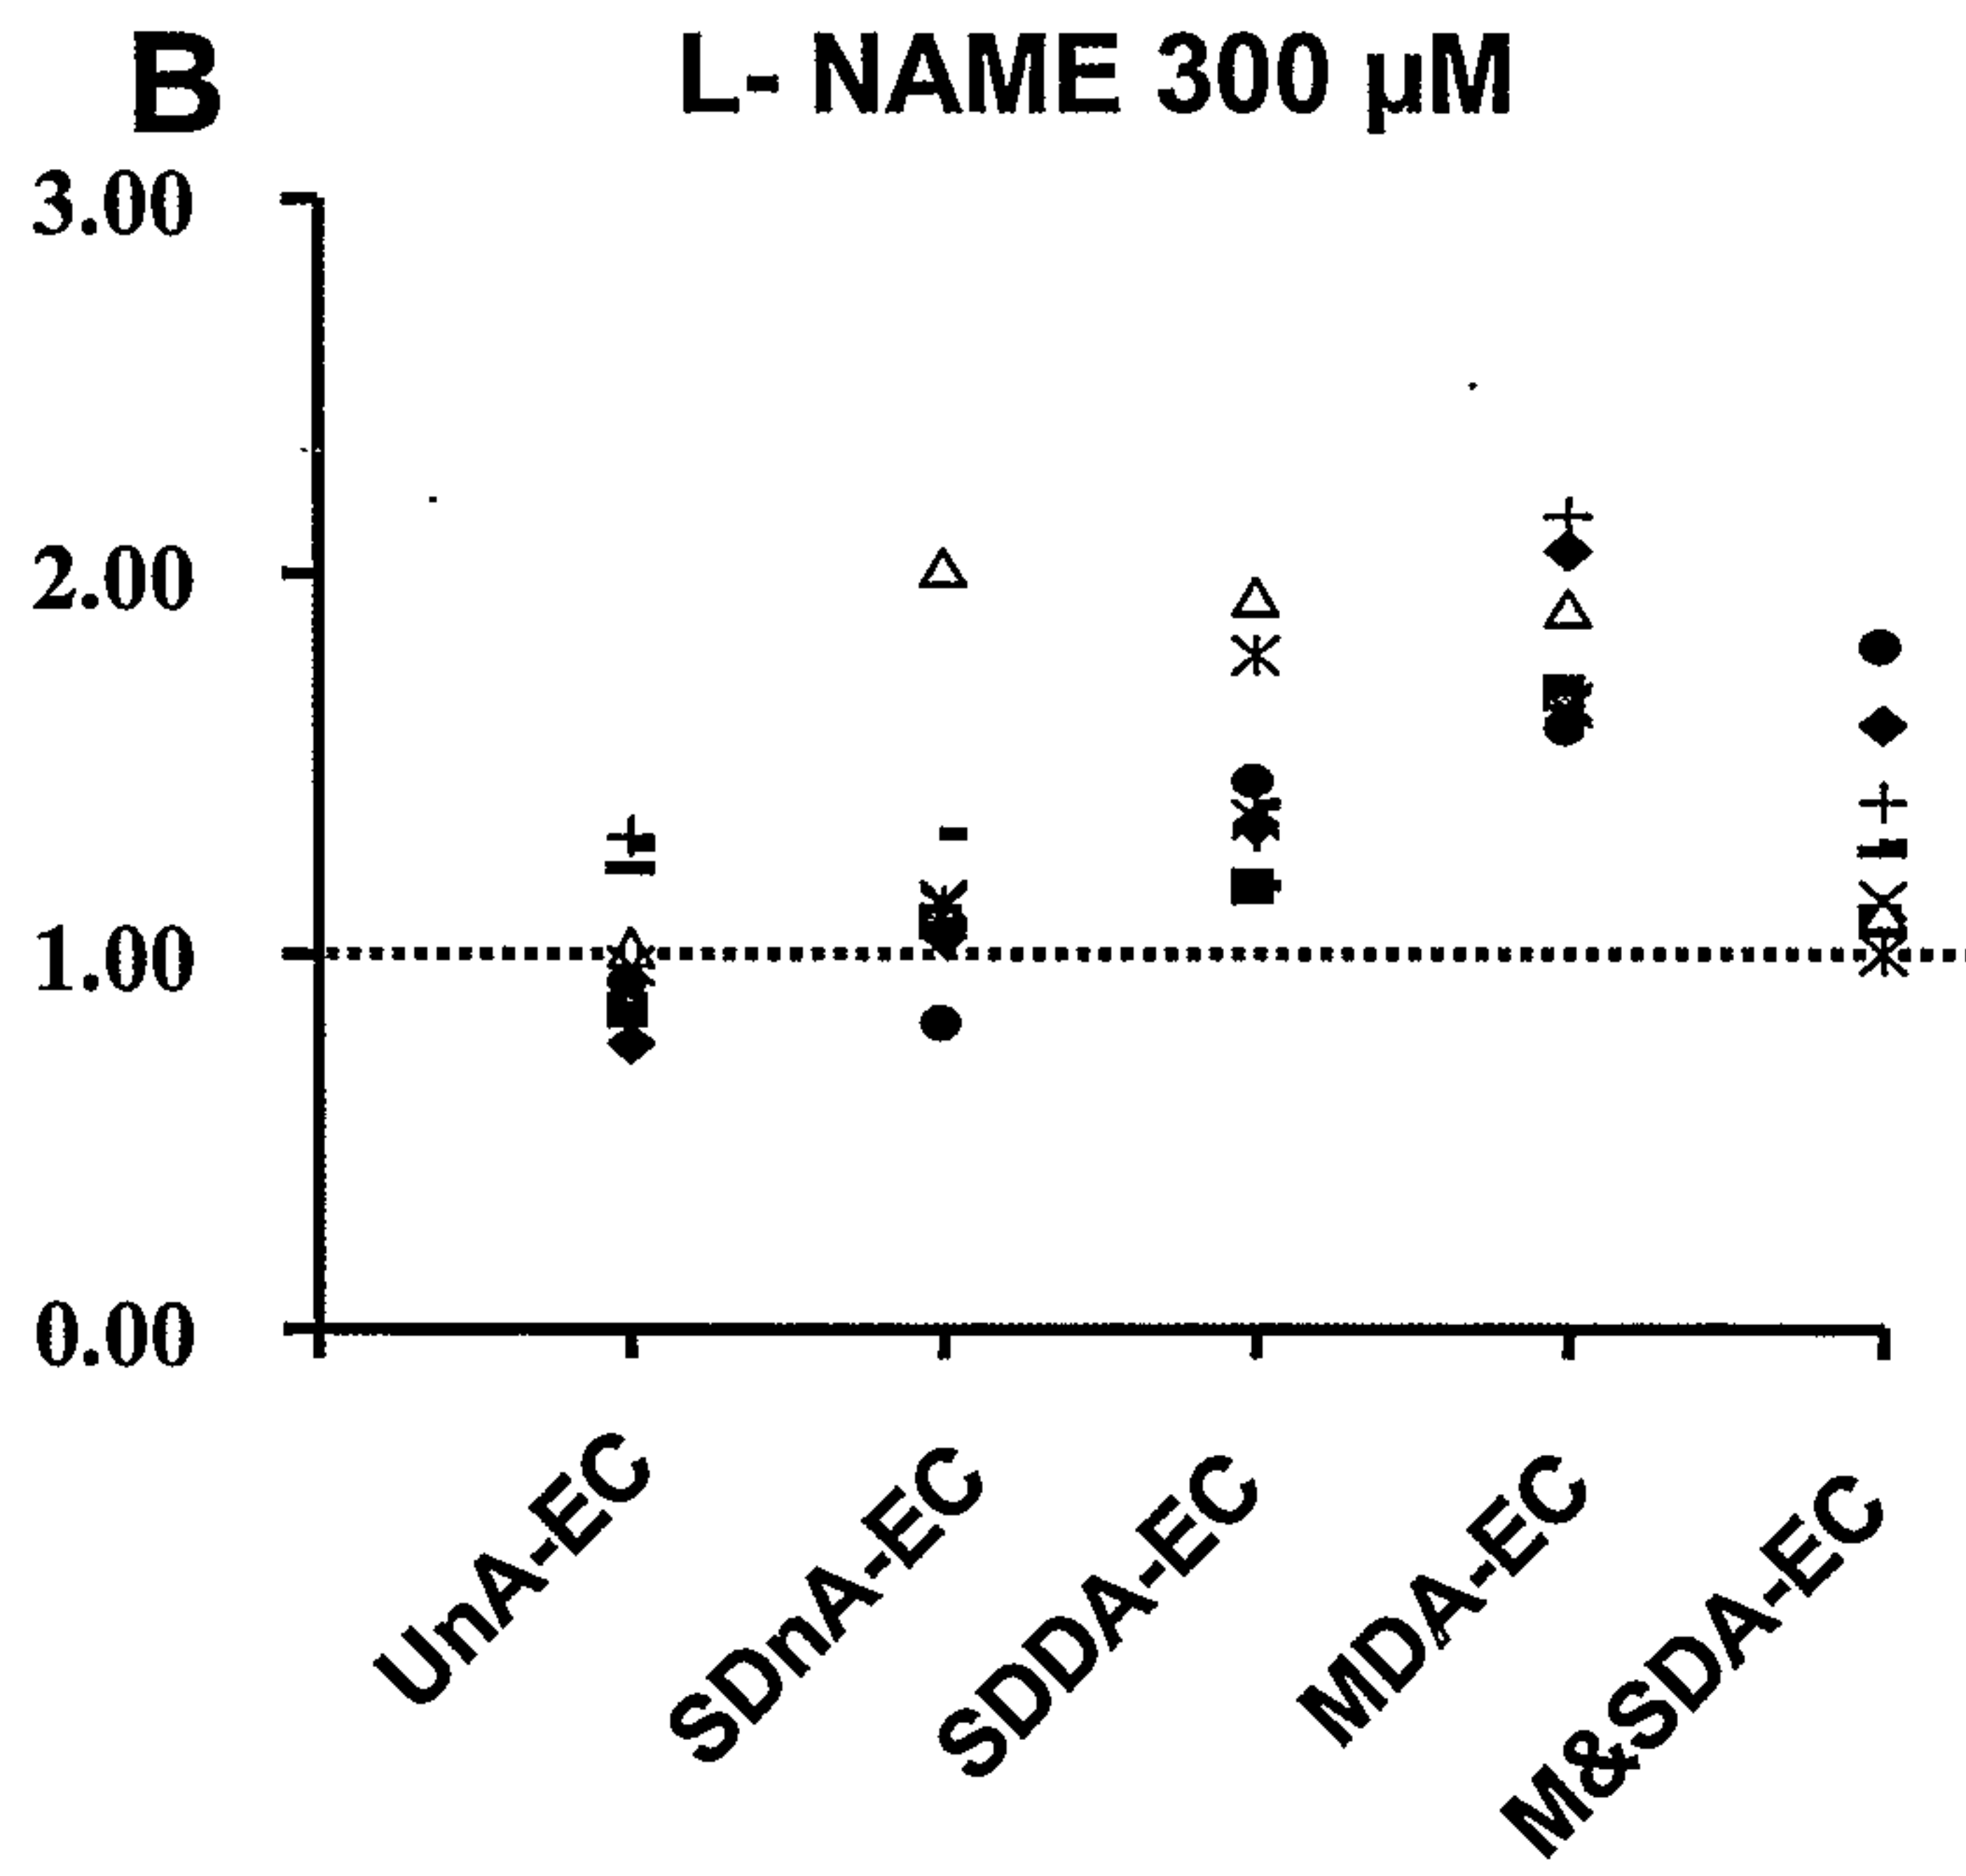 B
L- NAME 300 µM
3.00
2.00
1.00
0.00
UnA-EC
SDnA-EC
SDDA-EC
MDA-EC
M&SDA-EC